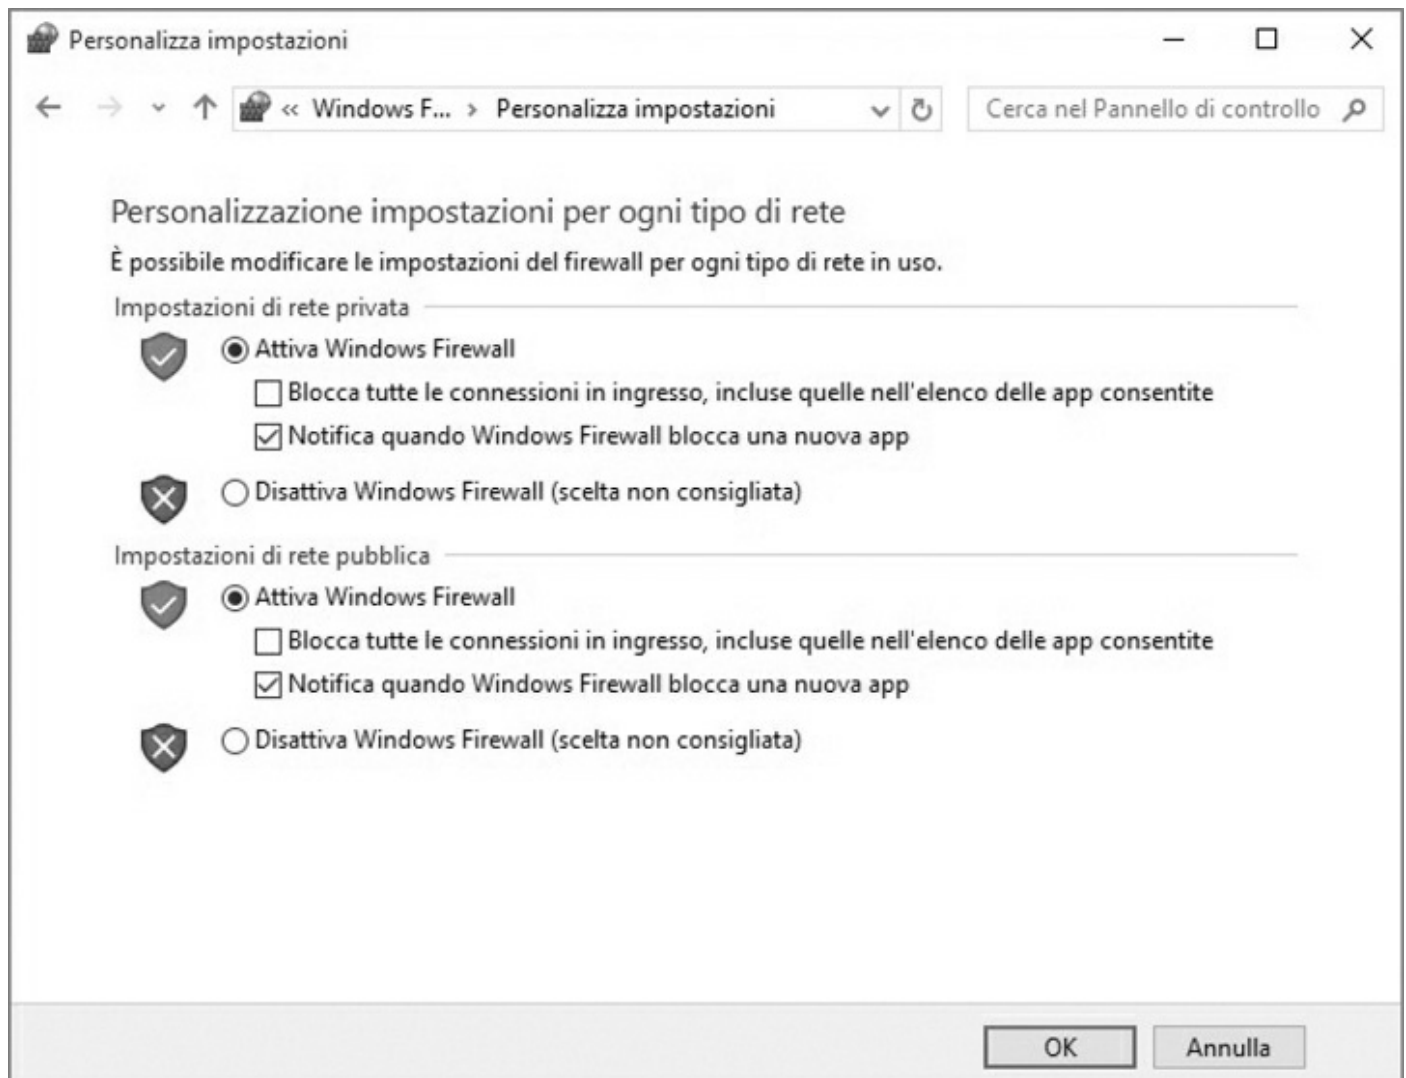 Personalizza impostazioni
« Windows F... > Personalizza impostazioni
Cerca nel Pannello di controllo
Personalizzazione impostazioni per ogni tipo di rete
È possibile modificare le impostazioni del firewall per ogni tipo di rete in uso.
Impostazioni di rete privata
Attiva Windows Firewall
Blocca tutte le connessioni in ingresso, incluse quelle nell'elenco delle app consentite
Notifica quando Windows Firewall blocca una nuova app
Disattiva Windows Firewall (scelta non consigliata)
Impostazioni di rete pubblica
Attiva Windows Firewall
Blocca tutte le connessioni in ingresso, incluse quelle nell'elenco delle app consentite
Notifica quando Windows Firewall blocca una nuova app
Disattiva Windows Firewall (scelta non consigliata)
OK
Annulla